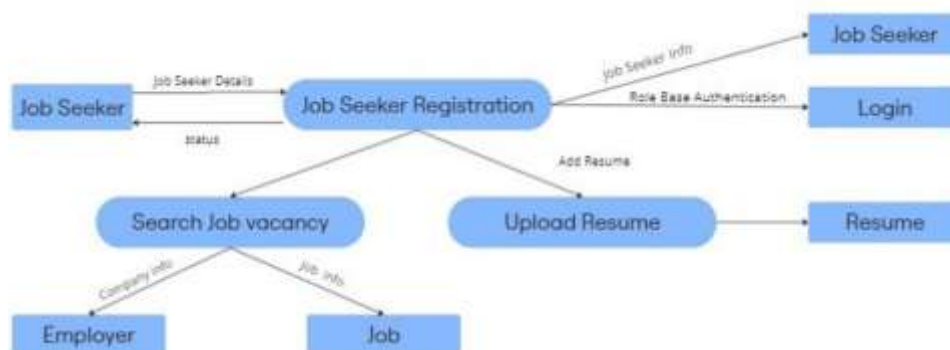 Job Seeker
Job Seeker Info
Job Seeker Details
Role Base Authentication
Job Seeker
Job Seeker Registration
Login
status
Add Resume
Search Job vacancy
Upload Resume
Resume
Company info
Job info
Employer
Job